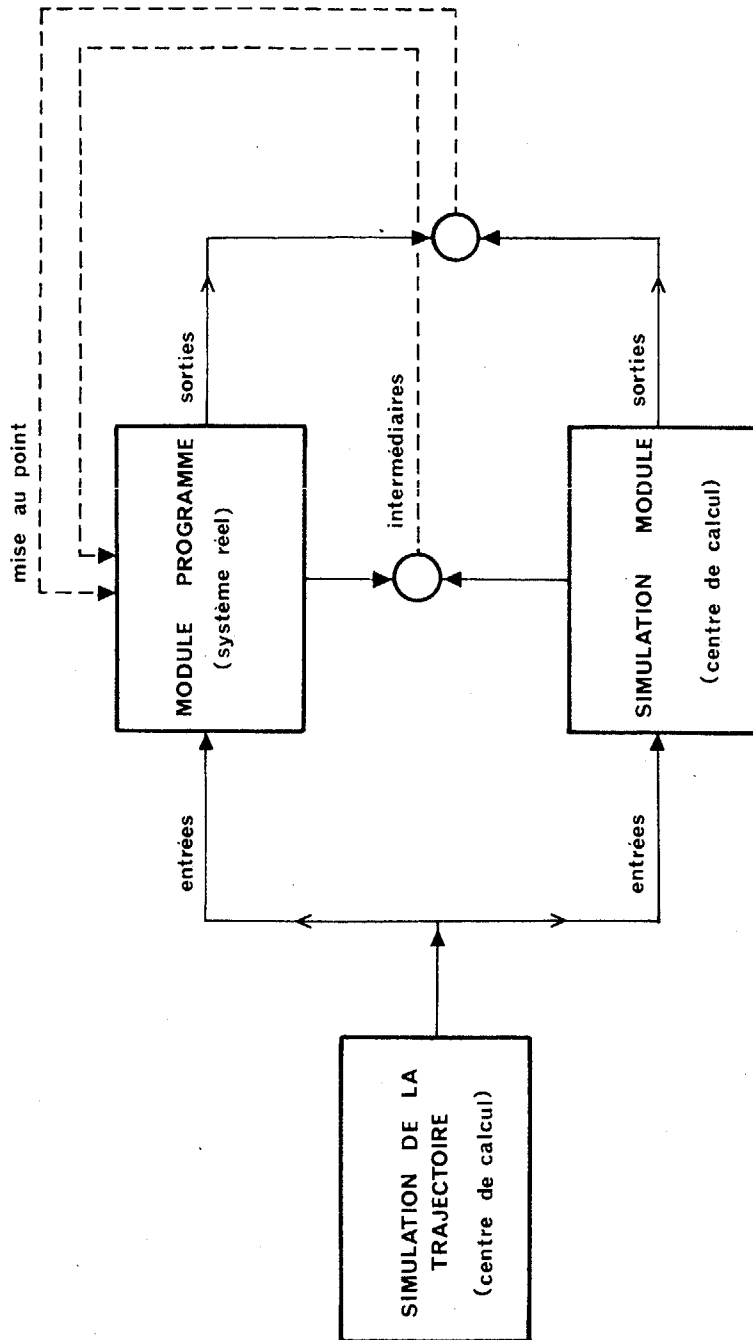 mise au point
MODULE PROGRAMME
(système réel)
sorties
entrées
intermédiaires
SIMULATION DE LA
TRAJECTOIRE
(centre de calcul)
entrées
SIMULATION MODULE
(centre de calcul)
sorties